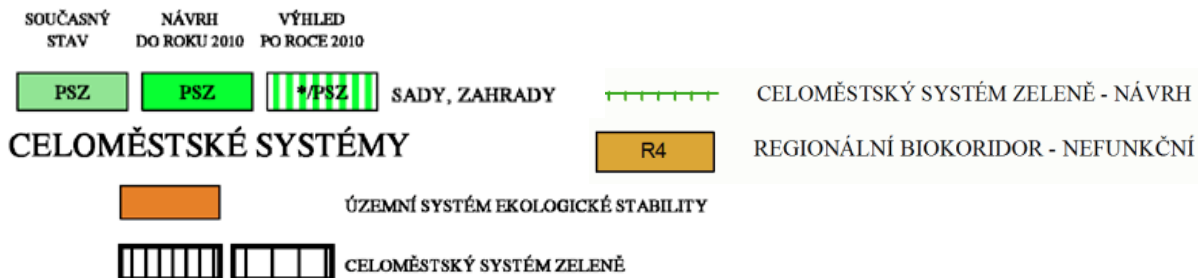 SOUČASNÝ STAV
NÁVRH DO ROKU 2010
VÝHLED PO ROCE 2010
PSZ PSZ */PSZ SADY, ZAHRADY
CELOMĚSTSKÝ SYSTÉM ZELENĚ - NÁVRH
CELOMĚSTSKÉ SYSTÉMY
R4 REGIONÁLNÍ BIOKORIDOR - NEFUNKČNÍ
ÚZEMNÍ SYSTÉM EKOLOGICKÉ STABILITY
CELOMĚSTSKÝ SYSTÉM ZELENĚ